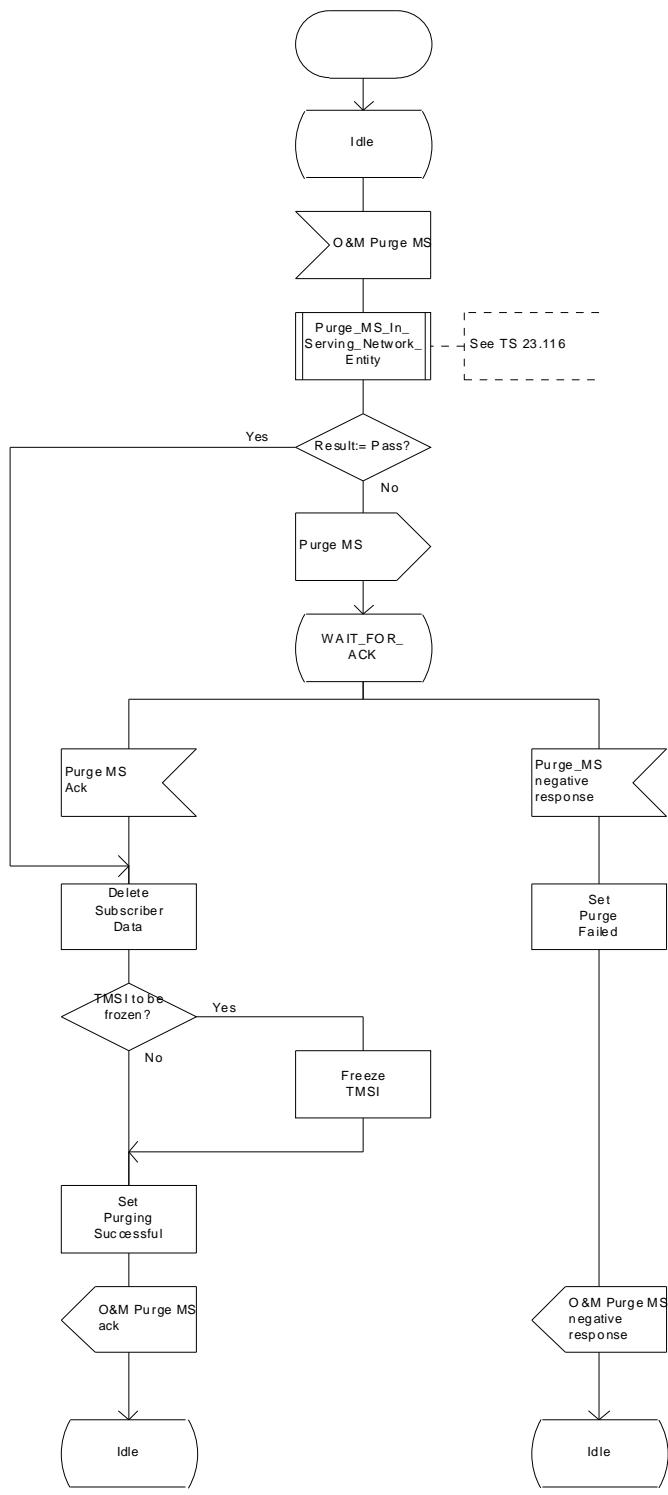 Idle
O&M Purge MS
Purge_MS_In_
Serving_Network_
Entity
See TS 23.116
Yes
Result:= Pass?
No
Purge MS
WAIT_FOR_
ACK
Purge MS
Ack
Purge_MS
negative
response
Delete
Subscriber
Data
Set
Purge
Failed
TMSI to be
frozen?
Yes
No
Freeze
TMSI
Set
Purging
Successful
O&M Purge MS
ack
O&M Purge MS
negative
response
Idle
Idle